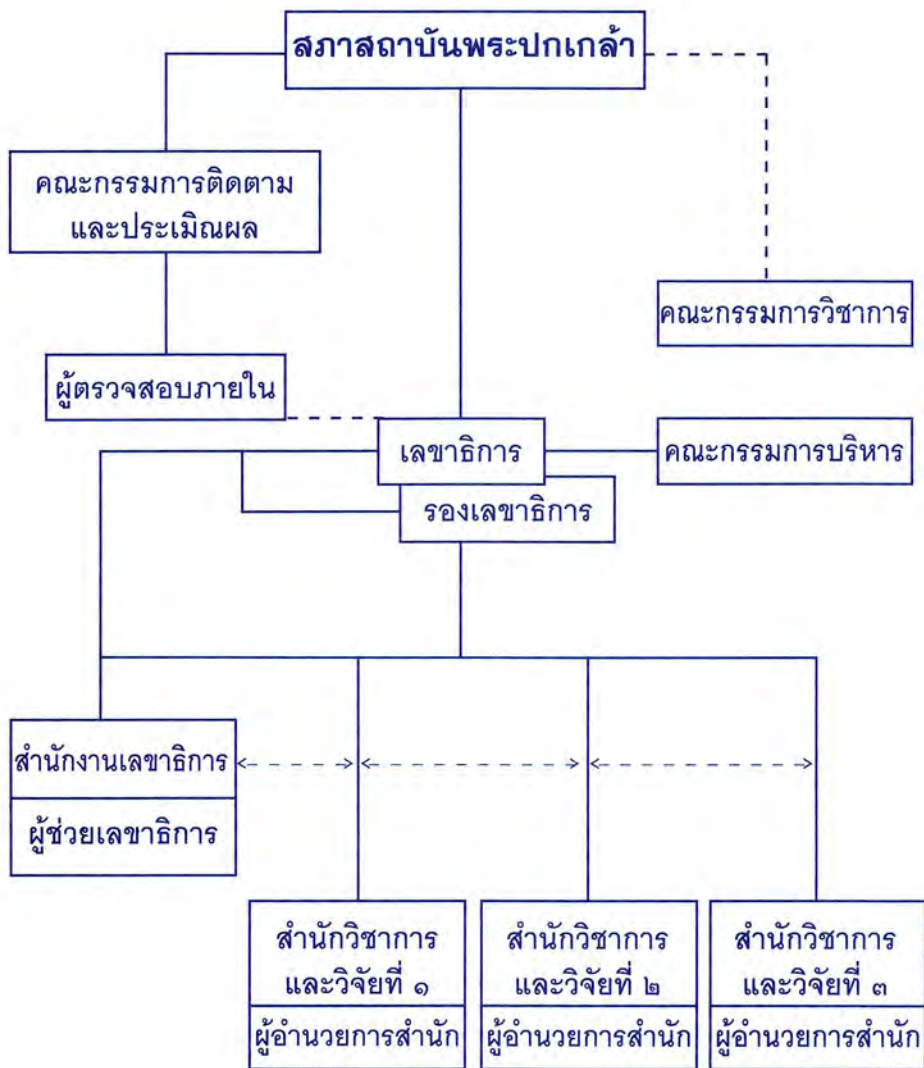 สภาสถาบันพระปกเกล้า
คณะกรรมการติดตาม
และประเมิณผล
คณะกรรมการวิชาการ
ผู้ตรวจสอบภายใน
เลขาธิการ
คณะกรรมการบริหาร
รองเลขาธิการ
สำนักงานเลขาธิการ
ผู้ช่วยเลขาธิการ
สำนักวิชาการ
และวิจัยที่ ๑
ผู้อำนวยการสำนัก
สำนักวิชาการ
และวิจัยที่ ๒
ผู้อำนวยการสำนัก
สำนักวิชาการ
และวิจัยที่ ๓
ผู้อำนวยการสำนัก